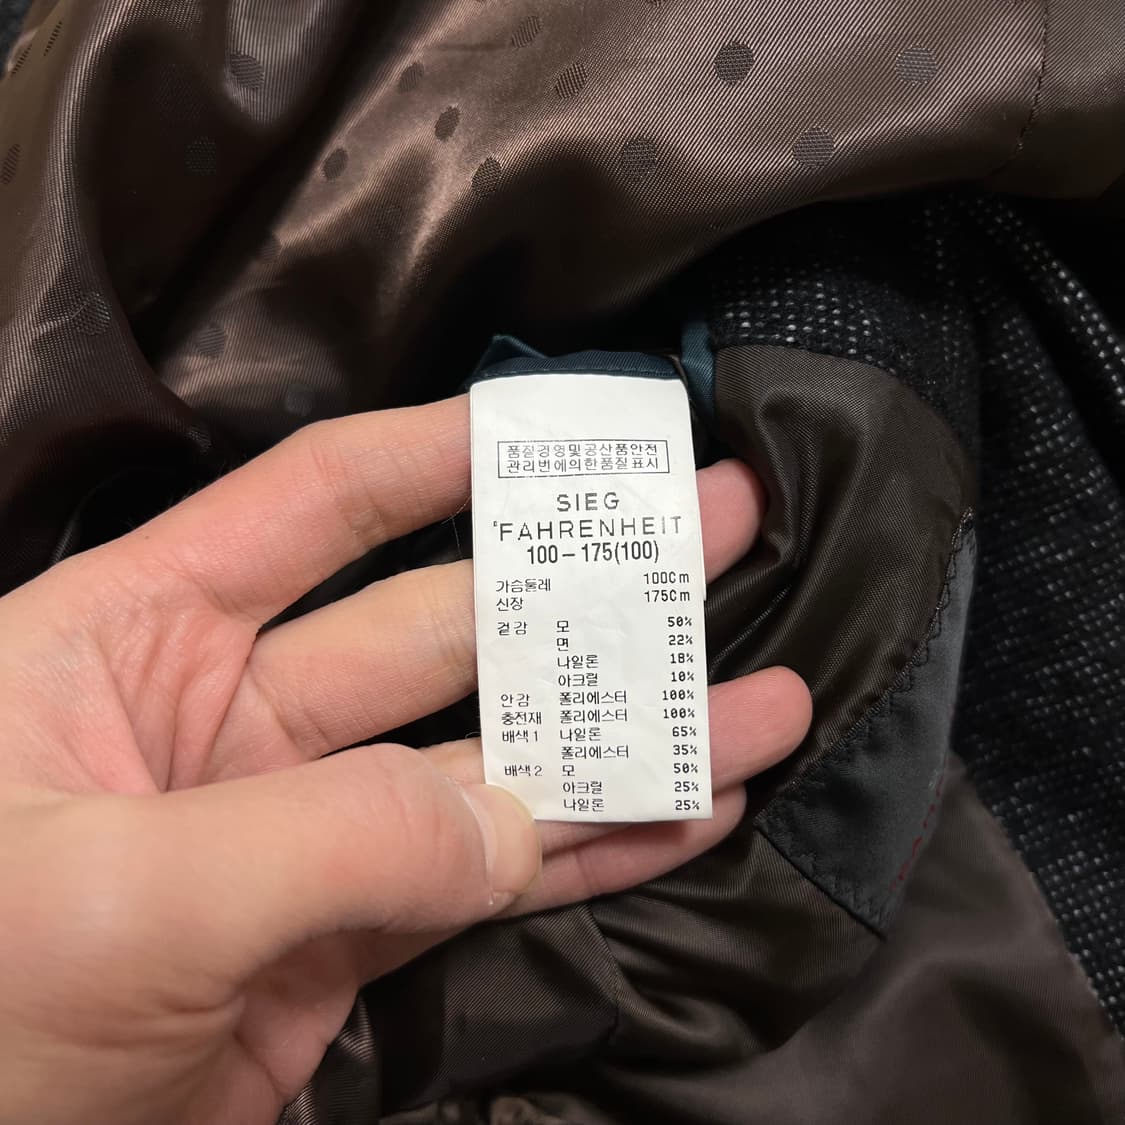 품질경영및공산품안전
관리법에의한품질표시
SIEG
FAHRENHEIT
100-175(100)
가슴둘레 100Cm
신장 175Cm
겉감 모 50%
면 22%
나일론 18%
아크릴 10%
안감 폴리에스터 100%
충전재 폴리에스터 100%
배색1 나일론 65%
폴리에스터 35%
배색2 모 50%
아크릴 25%
나일론 25%